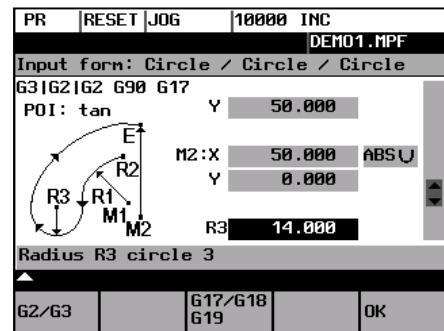 PR RESET JOG 10000 INC
DEMO1.MPF
Input form: Circle / Circle / Circle
G3|G2|G2 G90 G17
POI: tan
Y 50.000
E
R2
M2:X 50.000 ABS
Y 0.000
R3 R1
M1
M2
R3 14.000
Radius R3 circle 3
G2/G3 G17/G18 G19 OK